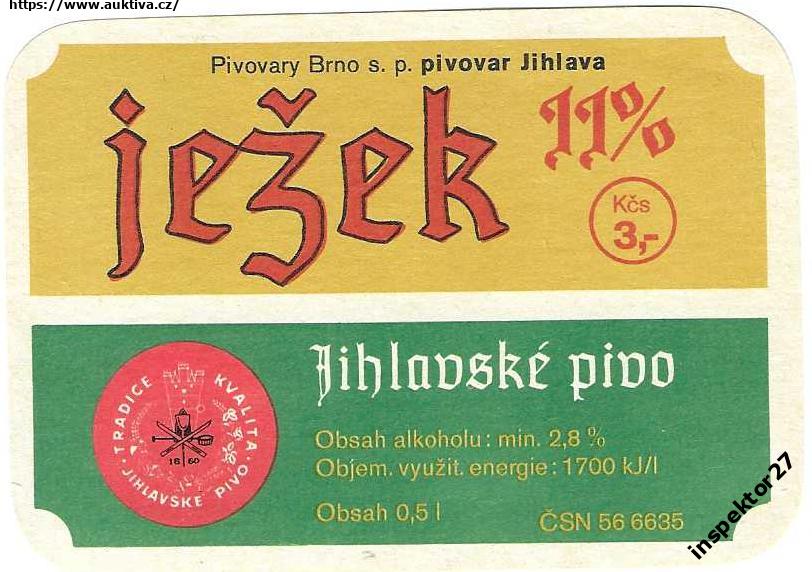 https://www.auktiva.cz/
Pivovary Brno s. p. pivovar Jihlava
ježek 11%
Kčs
3,-
Jihlavské pivo
TRADICE KVALITA
JIHLAVSKÉ PIVO
18 60
Obsah alkoholu: min. 2,8 %
Objem. využit. energie: 1700 kJ/l
Obsah 0,5 l
ČSN 56 6635
inspektor27